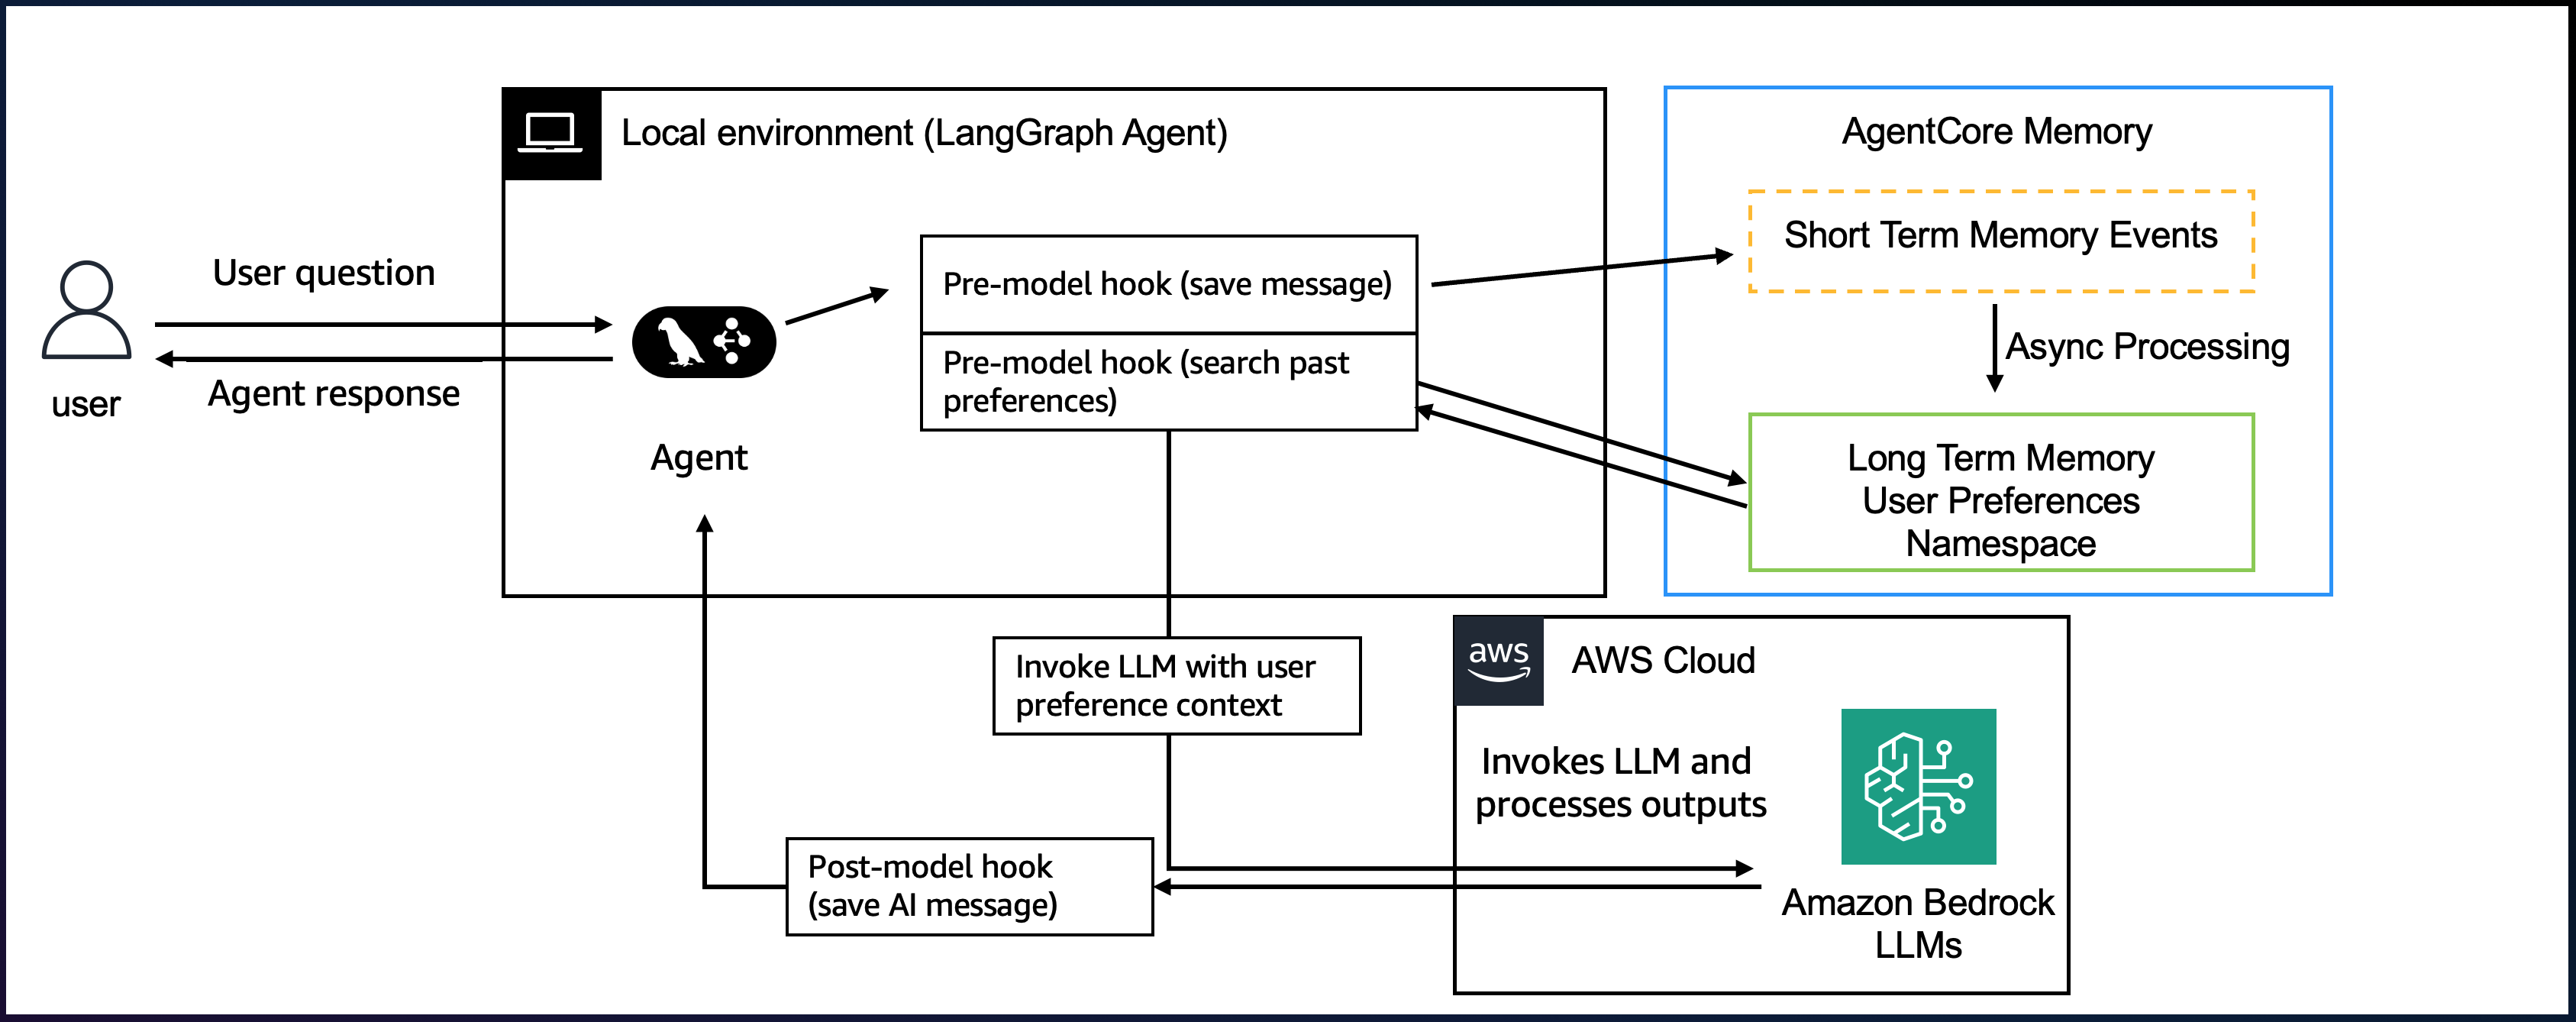 Local environment (LangGraph Agent)
AgentCore Memory
Short Term Memory Events
User question
Pre-model hook (save message)
Async Processing
Pre-model hook (search past
preferences)
Agent response
user
Agent
Long Term Memory
User Preferences
Namespace
aws
AWS Cloud
Invoke LLM with user
preference context
Invokes LLM and
processes outputs
Post-model hook
(save AI message)
Amazon Bedrock
LLMs